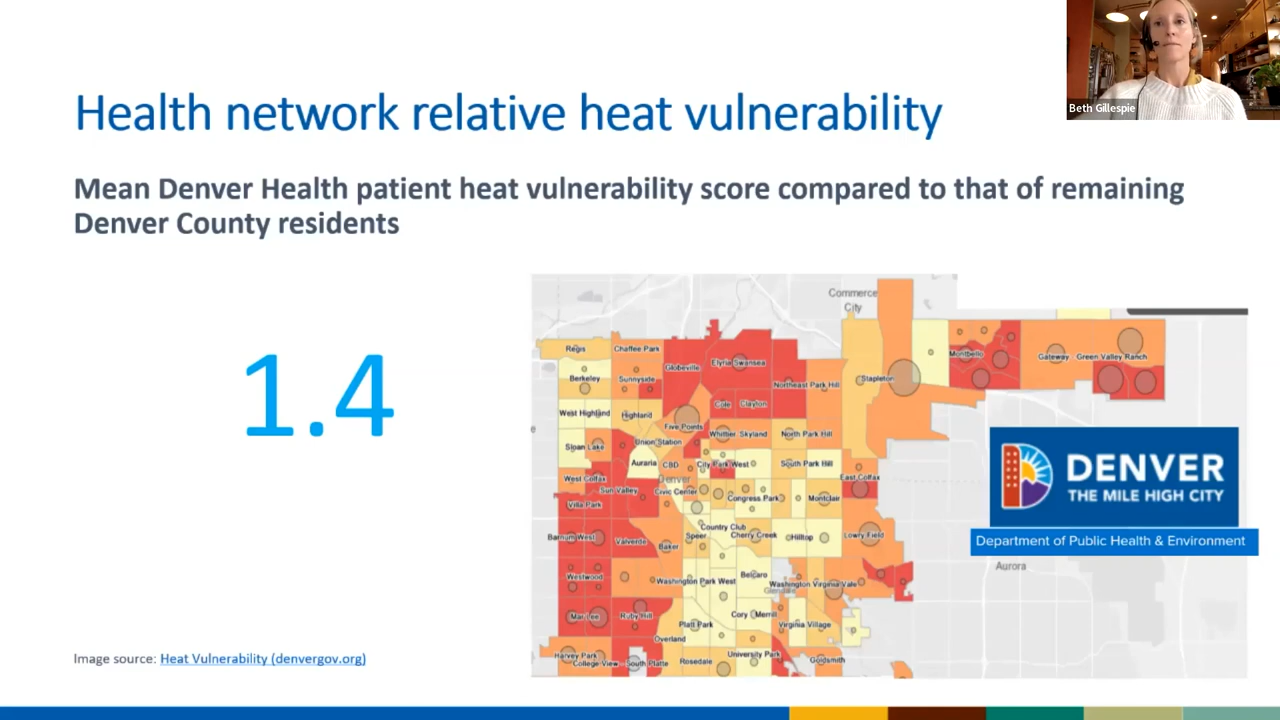 Beth Gillespie
Health network relative heat vulnerability
Mean Denver Health patient heat vulnerability score compared to that of remaining
Denver County residents
1.4
Commerce
City
Regis
Chaffee Park
Globeville
Elyria Swansea
Montbello
Gateway
Green Valley Ranch
Berkeley
Sunnyside
Northeast Park Hill
Stapleton
West Highland
Highland
Cole
Clayton
Five Points
Whittier
Skyland
North Park Hill
Sloan Lake
Union Station
Auraria
CBD
City Park West
South Park Hill
West Colfax
Denver
East Colfax
Sun Valley
Civic Center
Congress Park
Montclair
Villa Park
Barnum West
Valverde
Baker
Speer
Country Club
Cherry Creek
Hilltop
Lowry Field
Westwood
Washington Park West
Belcaro
Washington Virginia Vale
Glendale
Mar Lee
Ruby Hill
Platt Park
Cory - Merrill
Virginia Village
Overland
Harvey Park
College View - South Platte
Rosedale
University Park
Goldsmith
DENVER
THE MILE HIGH CITY
Department of Public Health & Environment
Aurora
Image source: Heat Vulnerability (denvergov.org)